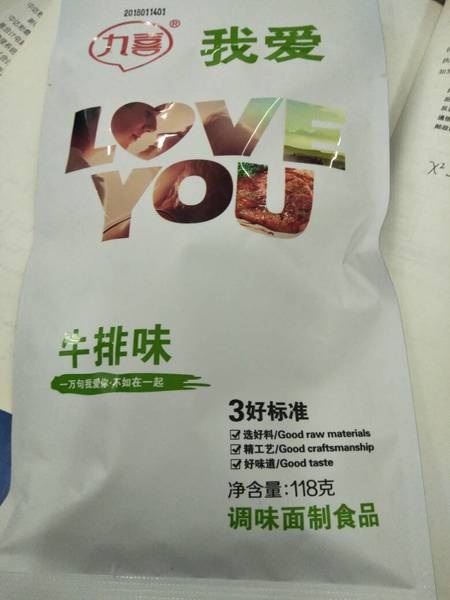 2018011401
九喜®
我爱
LOVE
YOU
牛排味
一万句我爱你·不如在一起
3好标准
选好料/Good raw materials
精工艺/Good craftsmanship
好味道/Good taste
净含量:118克
调味面制食品
χ²